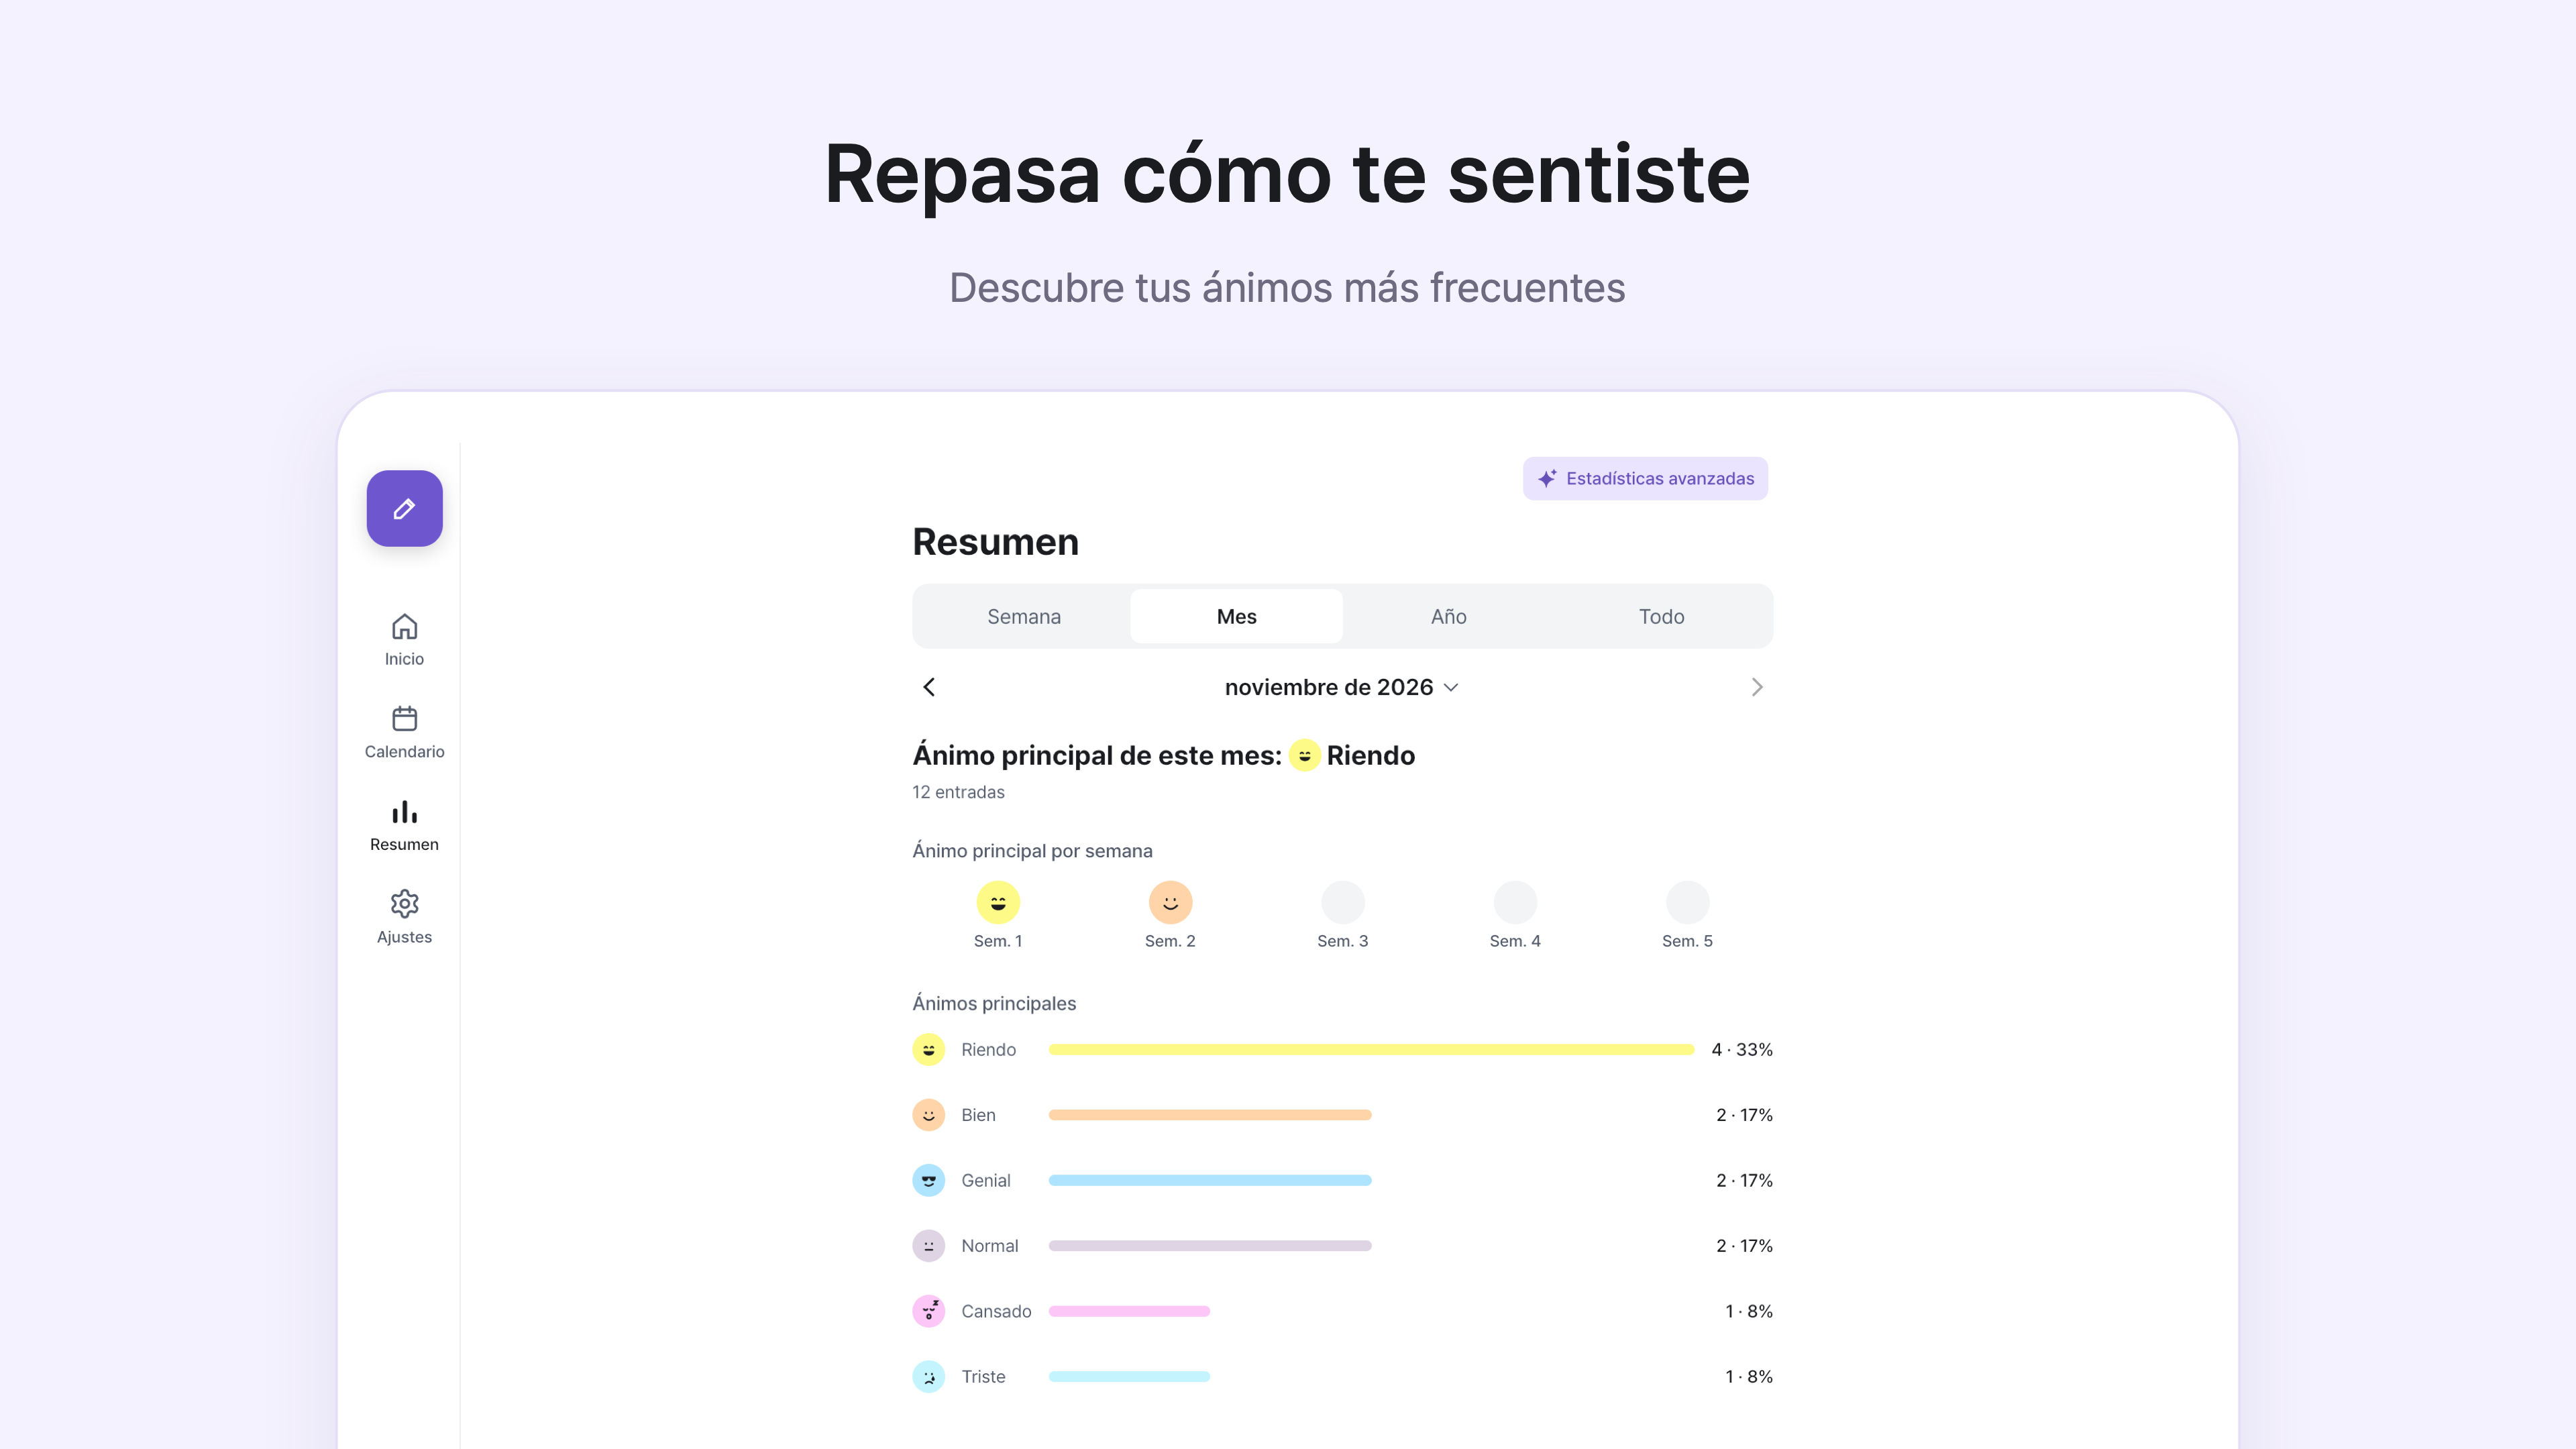 Repasa cómo te sentiste
Descubre tus ánimos más frecuentes
Estadísticas avanzadas
Inicio
Calendario
Resumen
Ajustes
Resumen
Semana Mes Año Todo
noviembre de 2026
Ánimo principal de este mes: Riendo
12 entradas
Ánimo principal por semana
Sem. 1 Sem. 2 Sem. 3 Sem. 4 Sem. 5
Ánimos principales
Riendo 4 · 33%
Bien 2 · 17%
Genial 2 · 17%
Normal 2 · 17%
Cansado 1 · 8%
Triste 1 · 8%